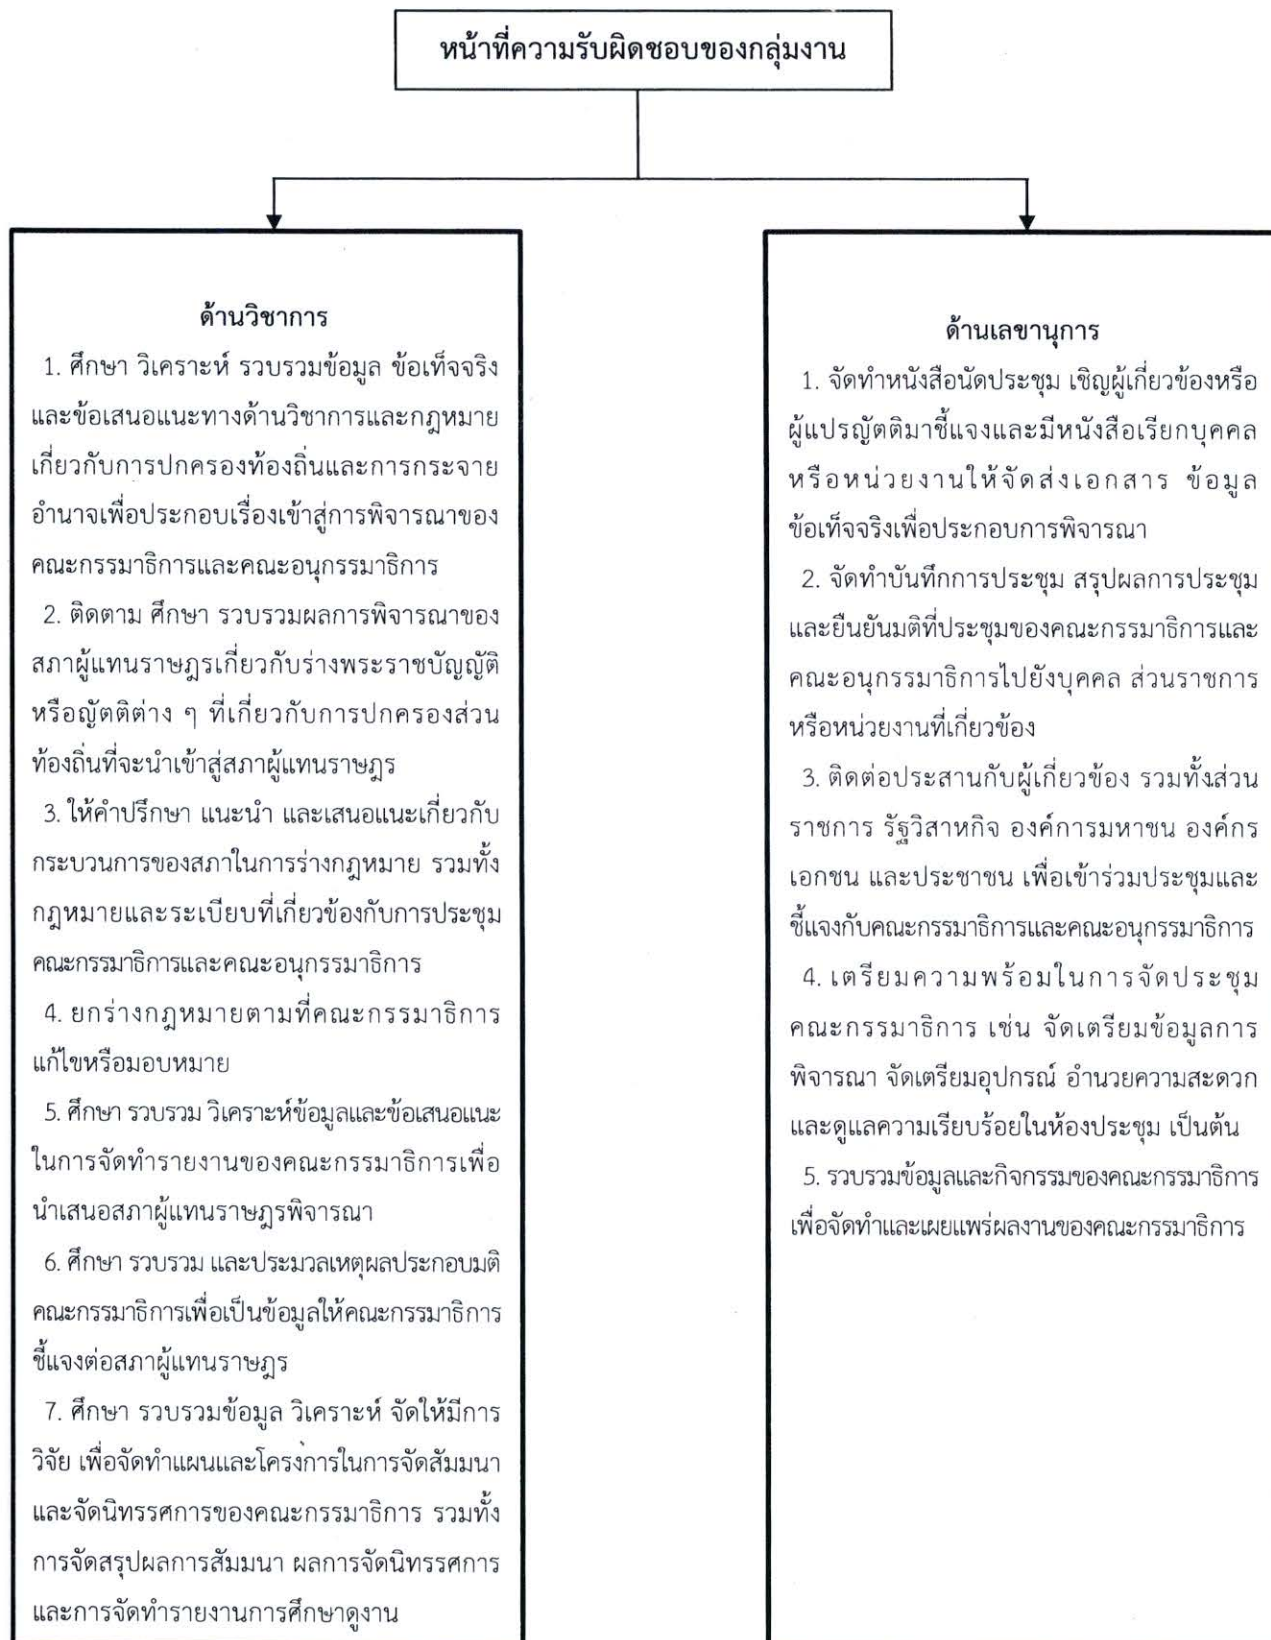 หน้าที่ความรับผิดชอบของกลุ่มงาน
ด้านวิชาการ
1. ศึกษา วิเคราะห์ รวบรวมข้อมูล ข้อเท็จจริง
และข้อเสนอแนะทางด้านวิชาการและกฎหมาย
เกี่ยวกับการปกครองท้องถิ่นและการกระจาย
อำนาจเพื่อประกอบเรื่องเข้าสู่การพิจารณาของ
คณะกรรมาธิการและคณะอนุกรรมาธิการ
2. ติดตาม ศึกษา รวบรวมผลการพิจารณาของ
สภาผู้แทนราษฎรเกี่ยวกับร่างพระราชบัญญัติ
หรือญัตติต่าง ๆ ที่เกี่ยวกับการปกครองส่วน
ท้องถิ่นที่จะนำเข้าสู่สภาผู้แทนราษฎร
3. ให้คำปรึกษา แนะนำ และเสนอแนะเกี่ยวกับ
กระบวนการของสภาในการร่างกฎหมาย รวมทั้ง
กฎหมายและระเบียบที่เกี่ยวข้องกับการประชุม
คณะกรรมาธิการและคณะอนุกรรมาธิการ
4. ยกร่างกฎหมายตามที่คณะกรรมาธิการ
แก้ไขหรือมอบหมาย
5. ศึกษา รวบรวม วิเคราะห์ข้อมูลและข้อเสนอแนะ
ในการจัดทำรายงานของคณะกรรมาธิการเพื่อ
นำเสนอสภาผู้แทนราษฎรพิจารณา
6. ศึกษา รวบรวม และประมวลเหตุผลประกอบมติ
คณะกรรมาธิการเพื่อเป็นข้อมูลให้คณะกรรมาธิการ
ชี้แจงต่อสภาผู้แทนราษฎร
7. ศึกษา รวบรวมข้อมูล วิเคราะห์ จัดให้มีการ
วิจัย เพื่อจัดทำแผนและโครงการในการจัดสัมมนา
และจัดนิทรรศการของคณะกรรมาธิการ รวมทั้ง
การจัดสรุปผลการสัมมนา ผลการจัดนิทรรศการ
และการจัดทำรายงานการศึกษาดูงาน
ด้านเลขานุการ
1. จัดทำหนังสือนัดประชุม เชิญผู้เกี่ยวข้องหรือ
ผู้แปรญัตติมาชี้แจงและมีหนังสือเรียกบุคคล
หรือหน่วยงานให้จัดส่งเอกสาร ข้อมูล
ข้อเท็จจริงเพื่อประกอบการพิจารณา
2. จัดทำบันทึกการประชุม สรุปผลการประชุม
และยืนยันมติที่ประชุมของคณะกรรมาธิการและ
คณะอนุกรรมาธิการไปยังบุคคล ส่วนราชการ
หรือหน่วยงานที่เกี่ยวข้อง
3. ติดต่อประสานกับผู้เกี่ยวข้อง รวมทั้งส่วน
ราชการ รัฐวิสาหกิจ องค์การมหาชน องค์กร
เอกชน และประชาชน เพื่อเข้าร่วมประชุมและ
ชี้แจงกับคณะกรรมาธิการและคณะอนุกรรมาธิการ
4. เตรียมความพร้อมในการจัดประชุม
คณะกรรมาธิการ เช่น จัดเตรียมข้อมูลการ
พิจารณา จัดเตรียมอุปกรณ์ อำนวยความสะดวก
และดูแลความเรียบร้อยในห้องประชุม เป็นต้น
5. รวบรวมข้อมูลและกิจกรรมของคณะกรรมาธิการ
เพื่อจัดทำและเผยแพร่ผลงานของคณะกรรมาธิการ